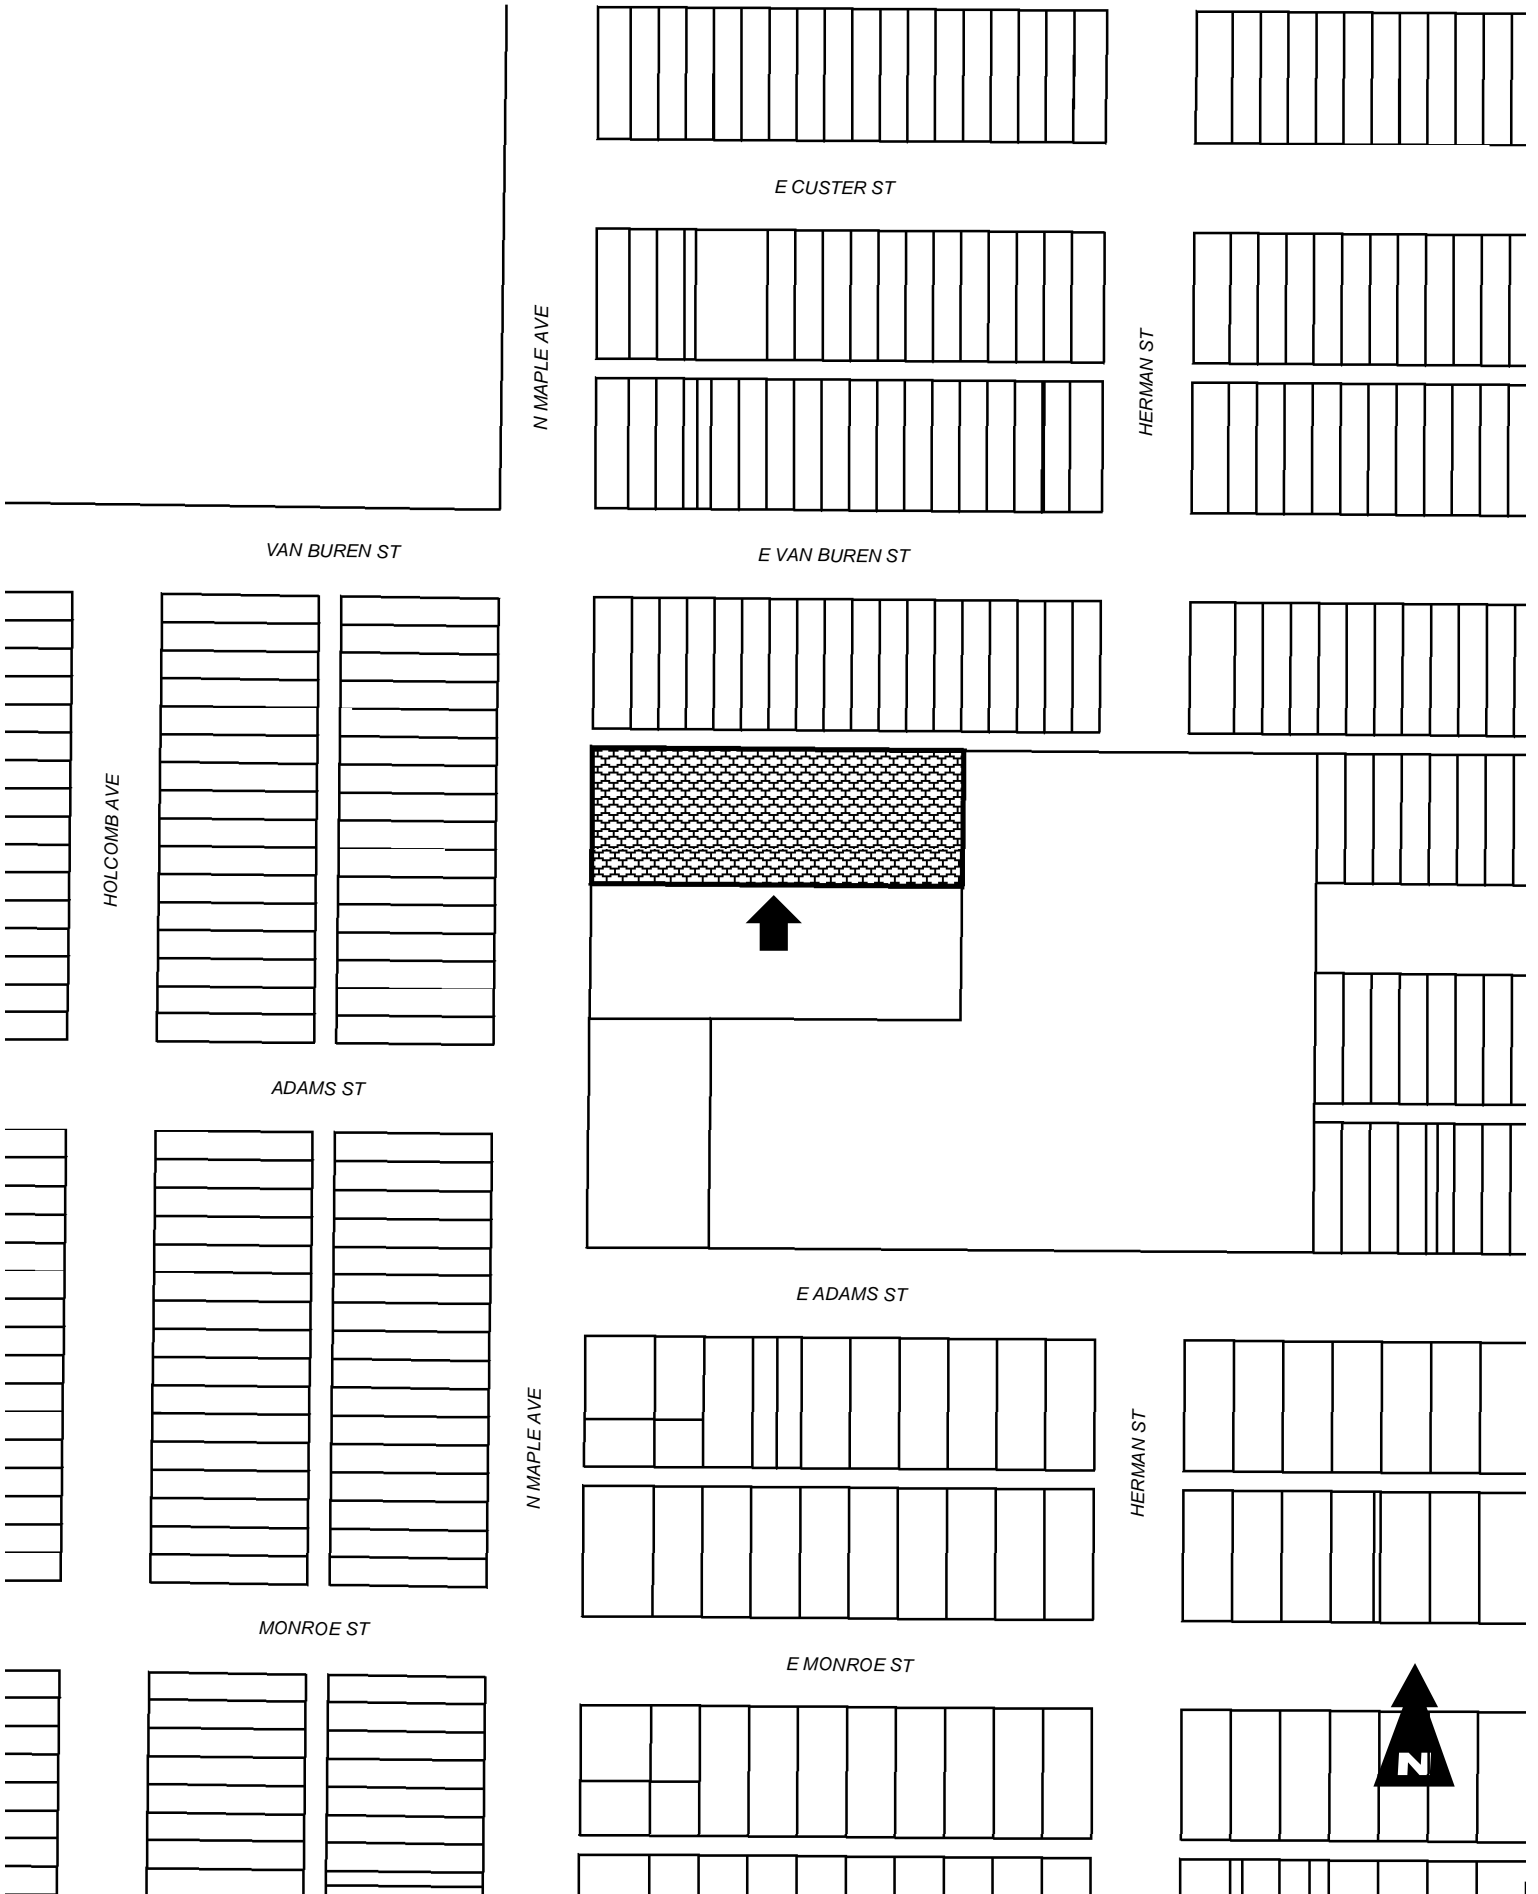 E CUSTER ST
N MAPLE AVE
HERMAN ST
VAN BUREN ST
E VAN BUREN ST
HOLCOMB AVE
ADAMS ST
E ADAMS ST
N MAPLE AVE
HERMAN ST
MONROE ST
E MONROE ST
N